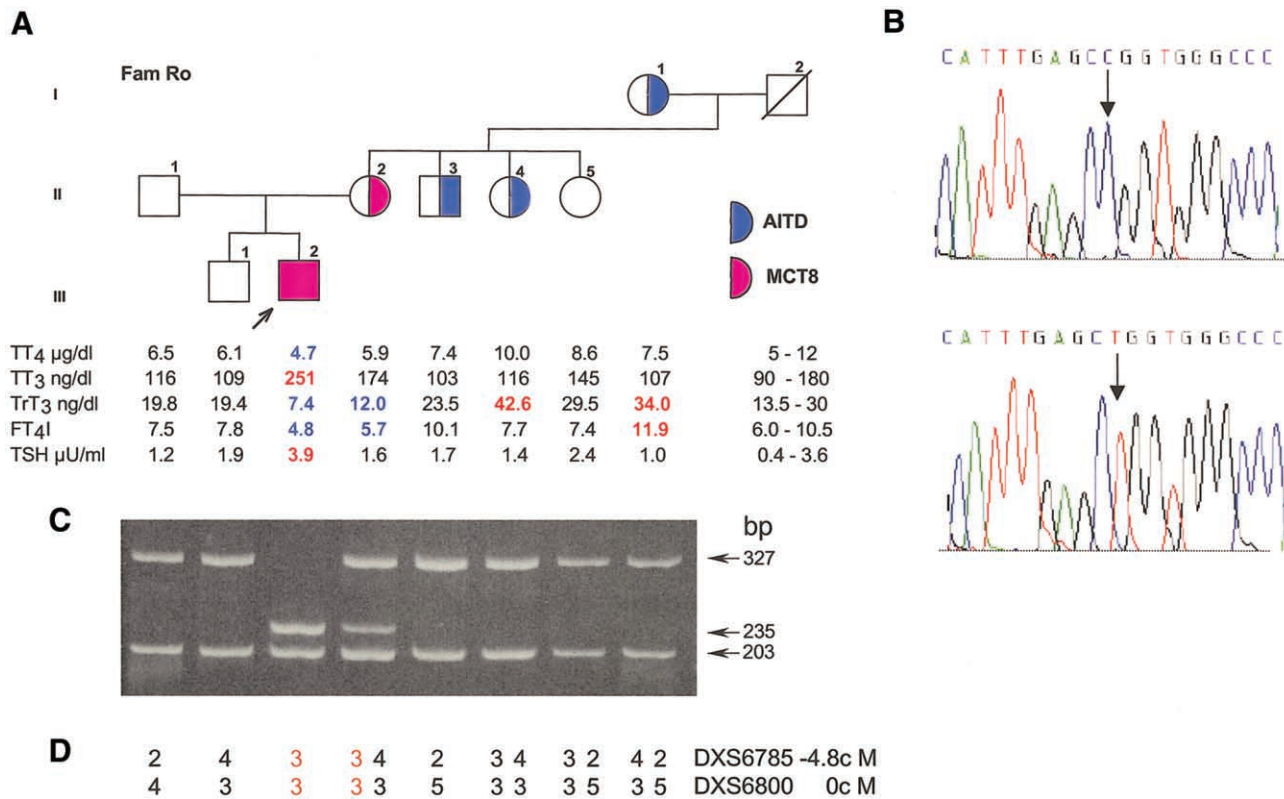 A
Fam Ro
1 2
I
1 2 3 4 5
II
AITD
MCT8
1 2
III
TT4 µg/dl 6.5 6.1 4.7 5.9 7.4 10.0 8.6 7.5 5 - 12
TT3 ng/dl 116 109 251 174 103 116 145 107 90 - 180
TrT3 ng/dl 19.8 19.4 7.4 12.0 23.5 42.6 29.5 34.0 13.5 - 30
FT4I 7.5 7.8 4.8 5.7 10.1 7.7 7.4 11.9 6.0 - 10.5
TSH µU/ml 1.2 1.9 3.9 1.6 1.7 1.4 2.4 1.0 0.4 - 3.6
B
C A T T T G A G C C G G T G G G C C C
C A T T T G A G C T G G T G G G C C C
C
bp
327
235
203
D
2 4 3 3 4 2 3 4 3 2 4 2 DXS6785 -4.8c M
4 3 3 3 3 5 3 3 3 5 3 5 DXS6800 0c M